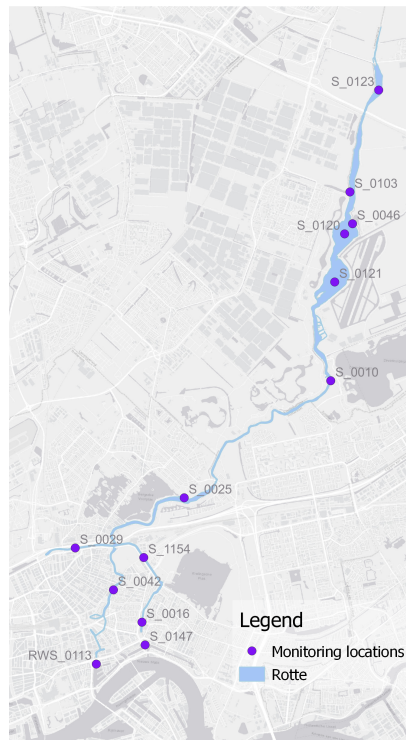 S_0123
S_0103
S_0046
S_0120
S_0121
S_0010
S_0025
S_0029
S_1154
S_0042
S_0016
S_0147
RWS_0113
Legend
Monitoring locations
Rotte